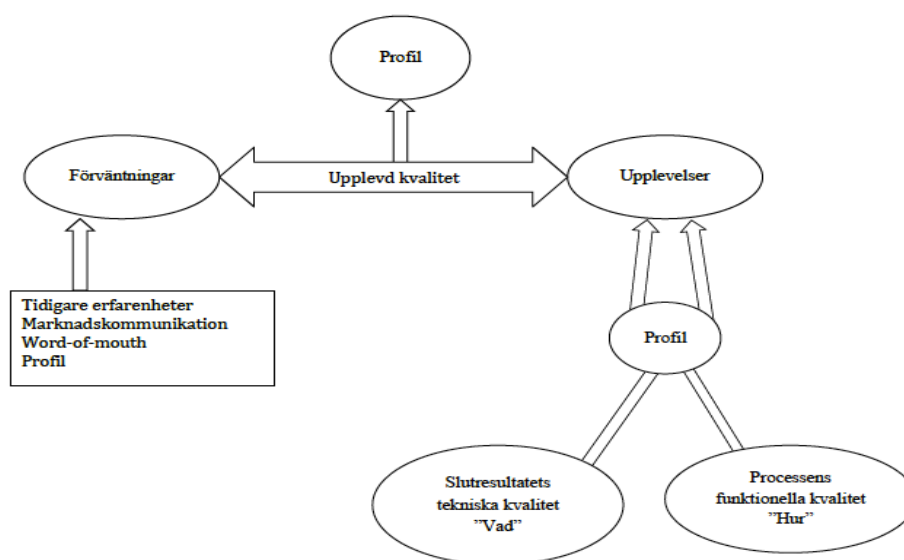 Profil
Förväntningar
Upplevd kvalitet
Upplevelser
Tidigare erfarenheter
Marknadskommunikation
Word-of-mouth
Profil
Profil
Slutresultatets
tekniska kvalitet
”Vad”
Processens
funktionella kvalitet
”Hur”